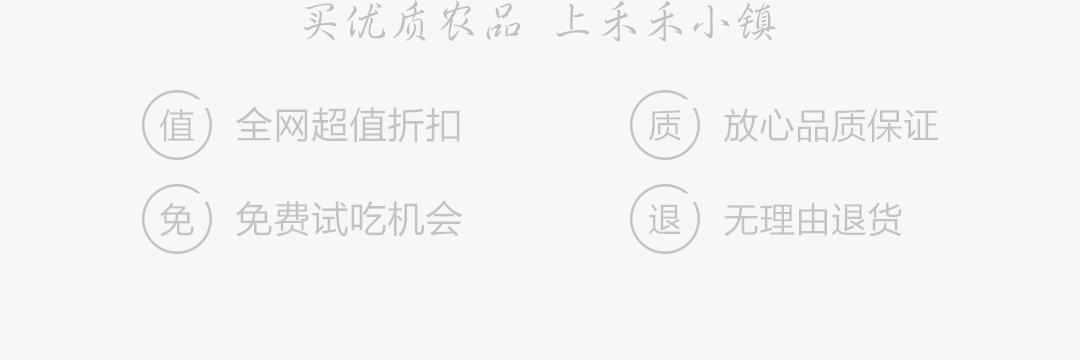 买优质农品 上禾禾小镇
值 全网超值折扣
质 放心品质保证
免 免费试吃机会
退 无理由退货